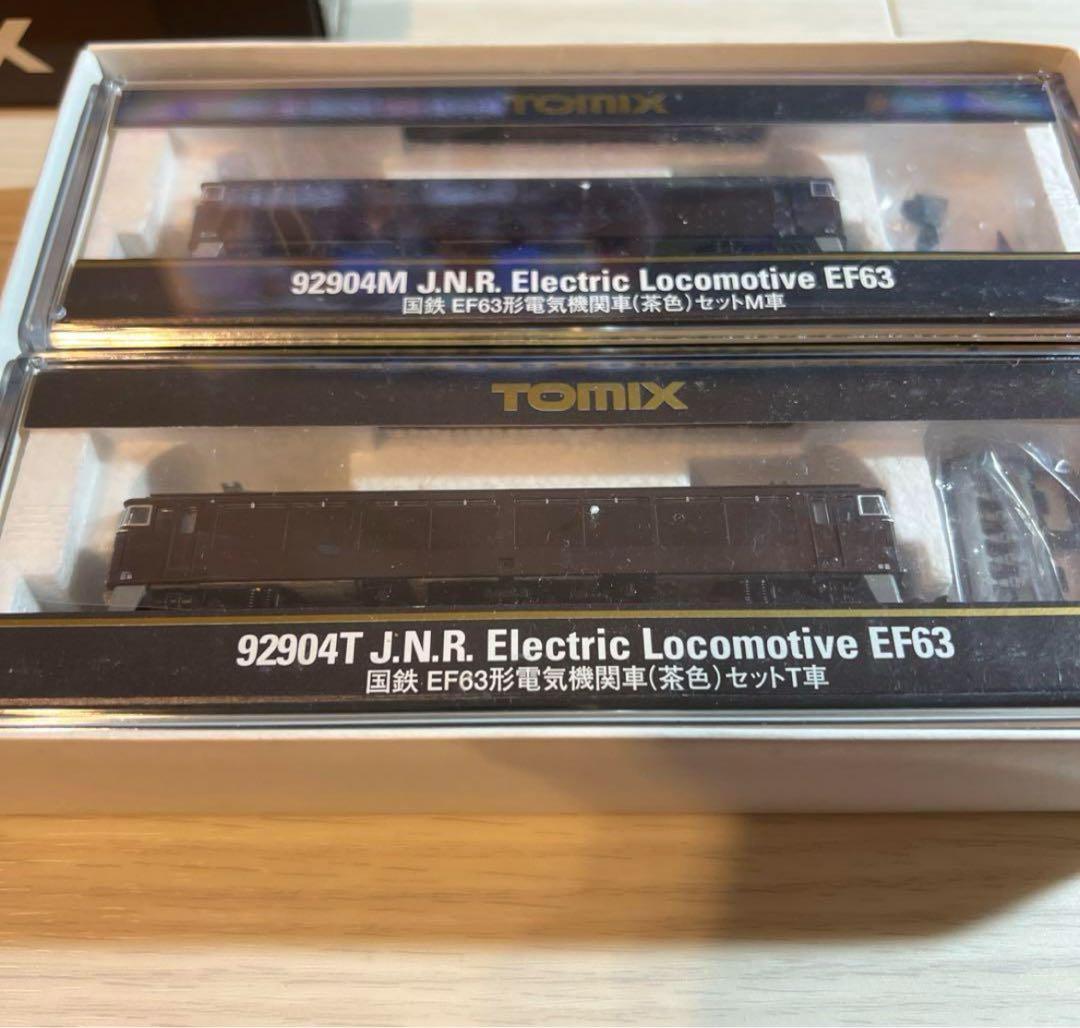 TOMIX
92904M J.N.R. Electric Locomotive EF63
国鉄 EF63形電気機関車(茶色)セットM車
TOMIX
92904T J.N.R. Electric Locomotive EF63
国鉄 EF63形電気機関車(茶色)セットT車